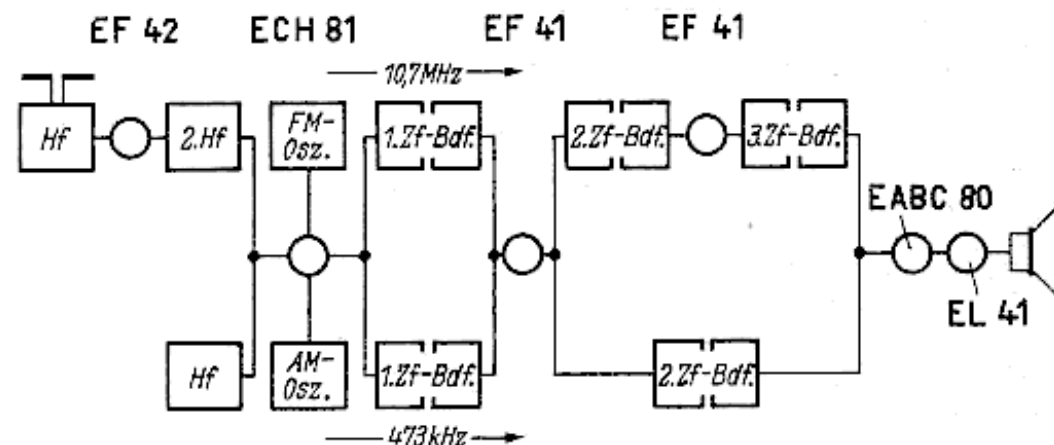 EF 42
ECH 81
EF 41
EF 41
10,7MHz
Hf
2.Hf
FM-
Osz.
1.Zf-Bdf.
2.Zf-Bdf.
3.Zf-Bdf.
EABC 80
EL 41
Hf
AM-
Osz.
1.Zf-Bdf.
2.Zf-Bdf.
473kHz